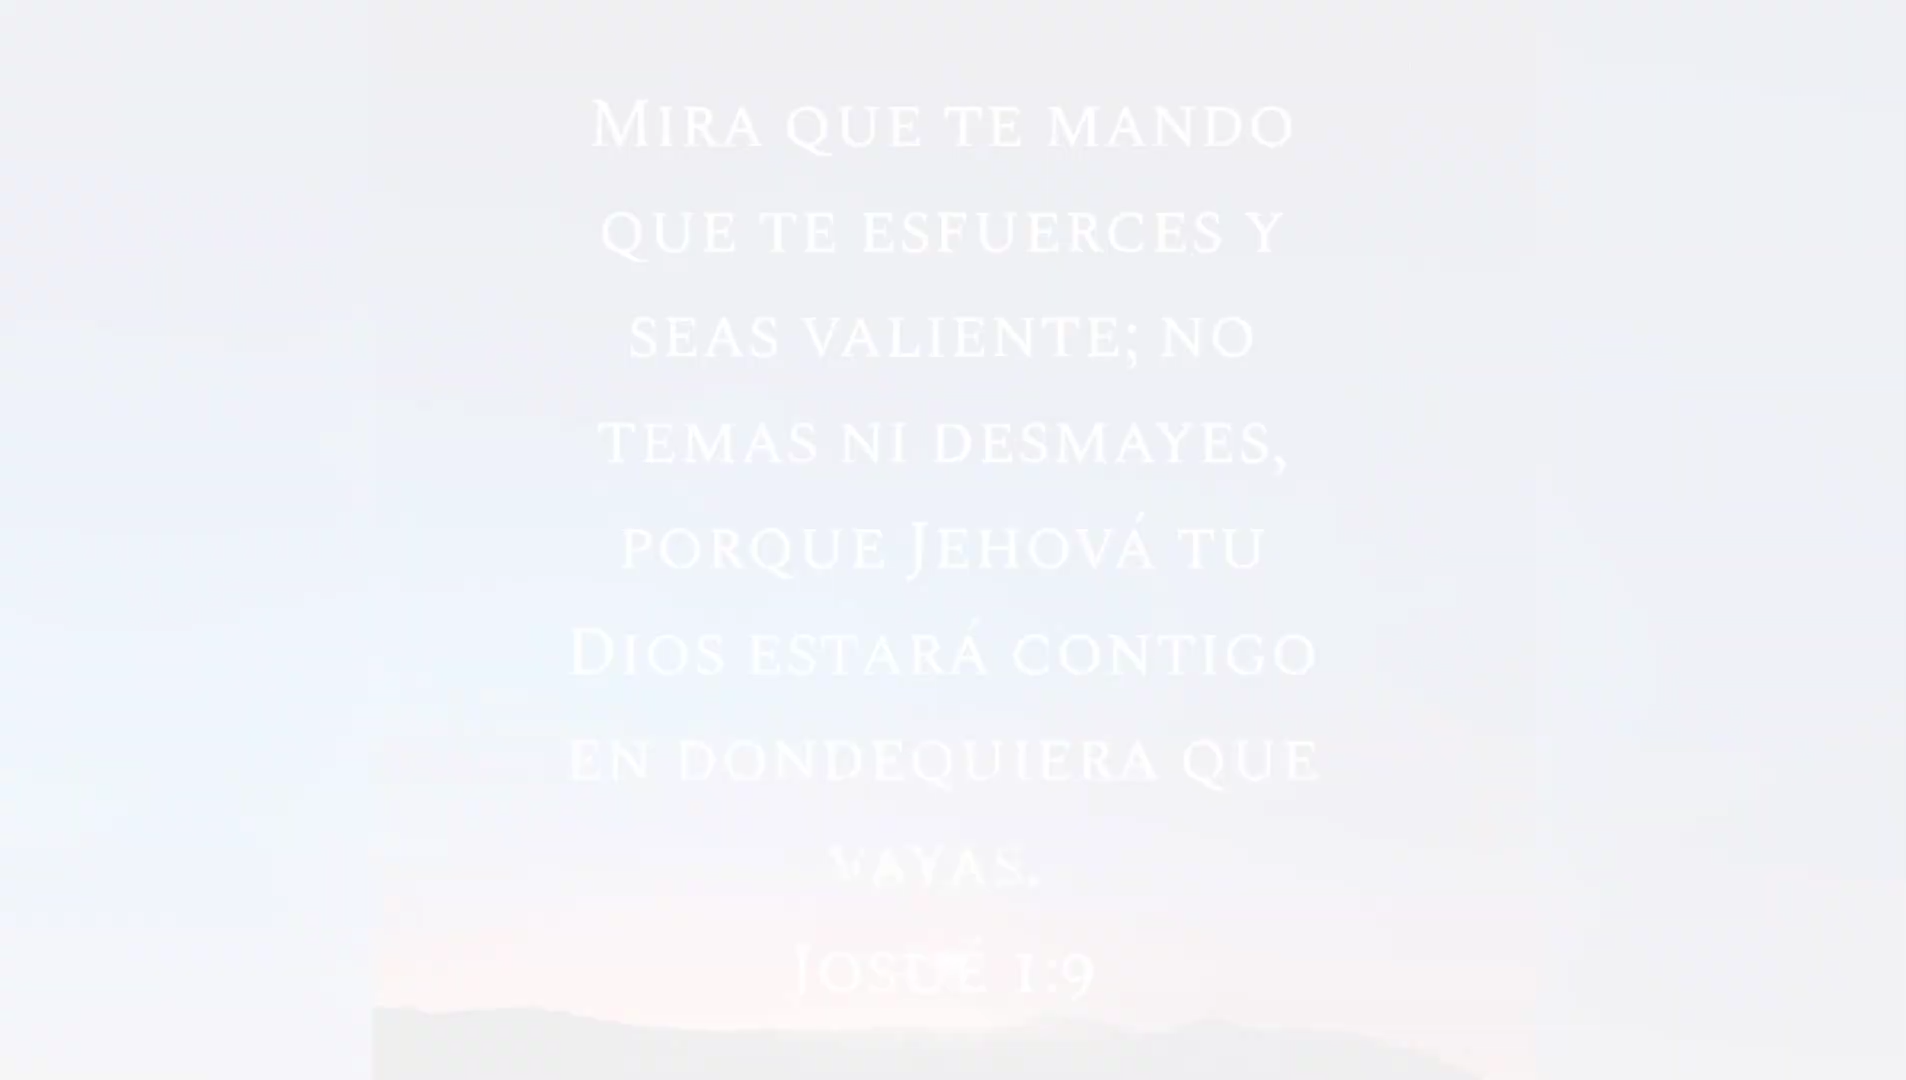 Mira que te mando
que te esfuerces y
seas valiente; no
temas ni desmayes,
porque Jehová tu
Dios estará contigo
en dondequiera que
vayas.
Josué 1:9